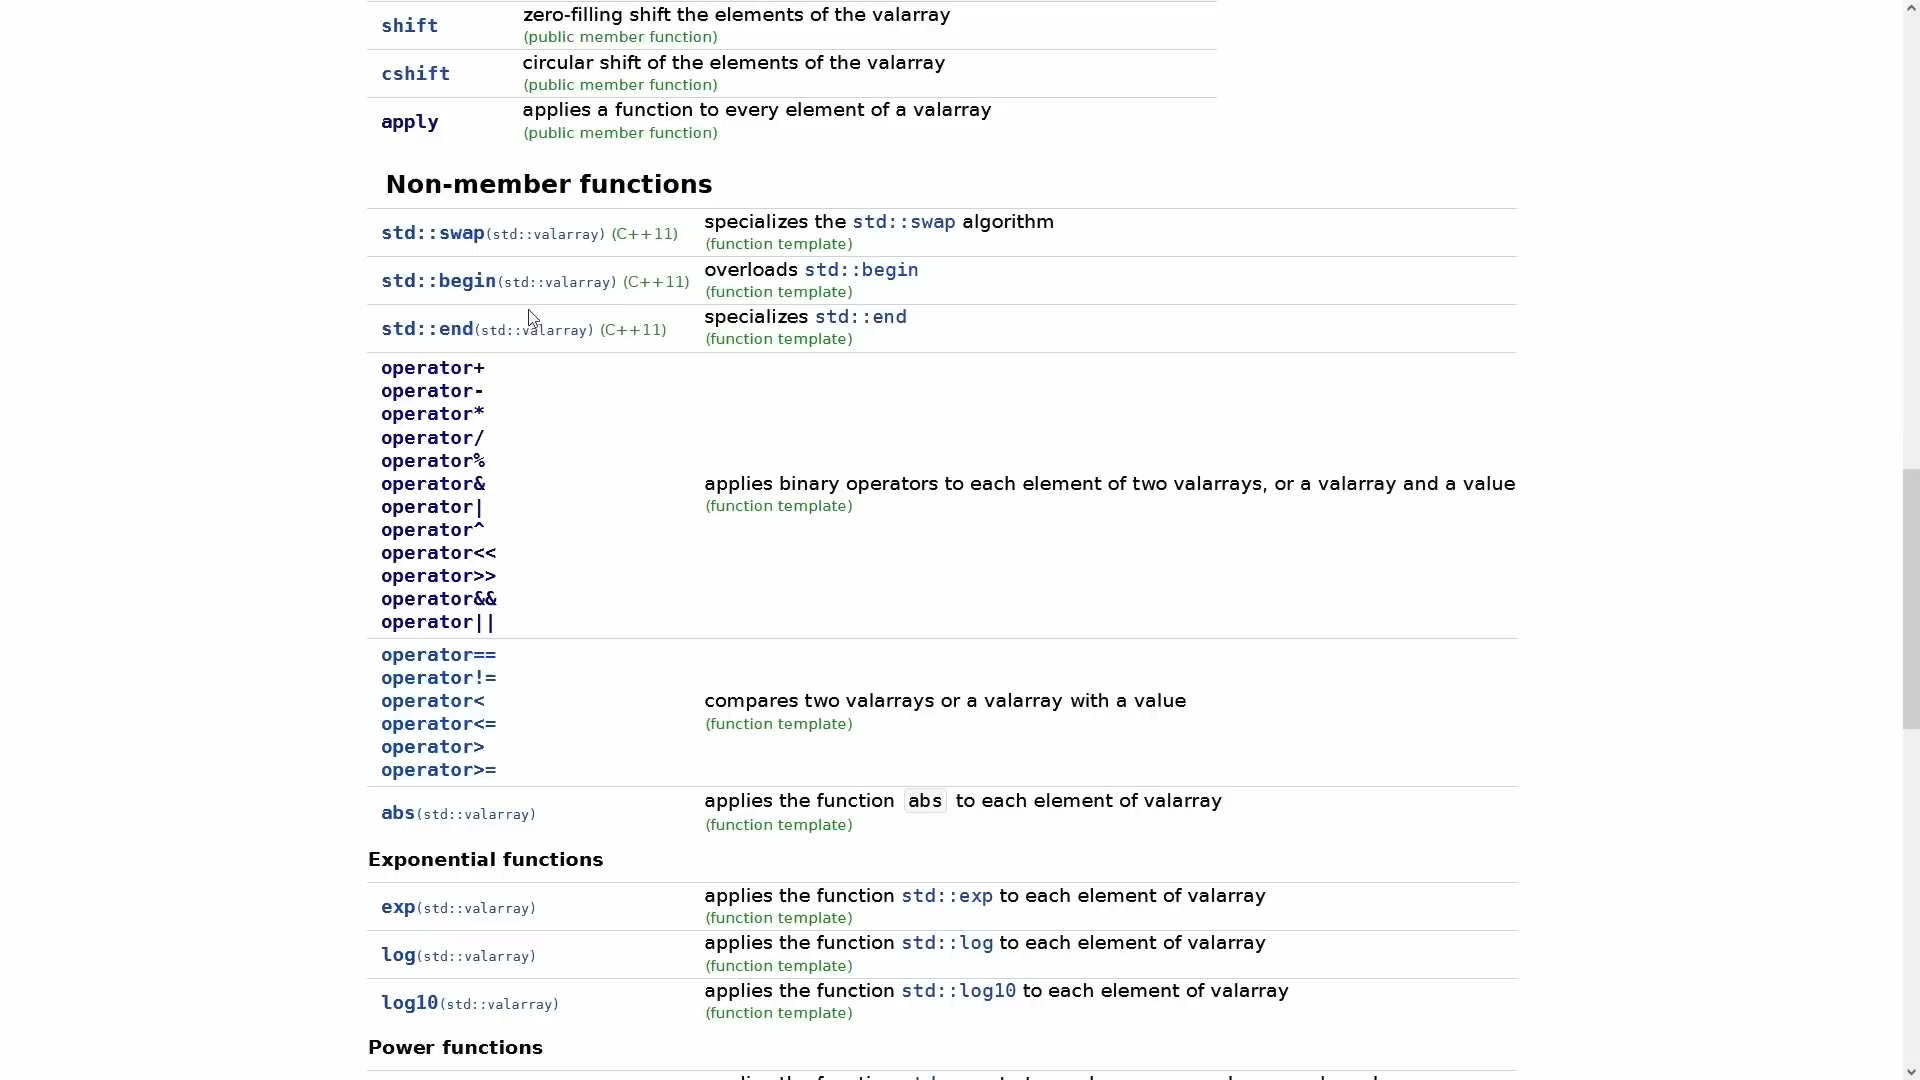 shift zero-filling shift the elements of the valarray
(public member function)
cshift circular shift of the elements of the valarray
(public member function)
apply applies a function to every element of a valarray
(public member function)
Non-member functions
std::swap(std::valarray) (C++11) specializes the std::swap algorithm
(function template)
std::begin(std::valarray) (C++11) overloads std::begin
(function template)
std::end(std::valarray) (C++11) specializes std::end
(function template)
operator+
operator-
operator*
operator/
operator%
operator&
operator|
operator^
operator<<
operator>>
operator&&
operator||
applies binary operators to each element of two valarrays, or a valarray and a value
(function template)
operator==
operator!=
operator<
operator<=
operator>
operator>=
compares two valarrays or a valarray with a value
(function template)
abs(std::valarray) applies the function abs to each element of valarray
(function template)
Exponential functions
exp(std::valarray) applies the function std::exp to each element of valarray
(function template)
log(std::valarray) applies the function std::log to each element of valarray
(function template)
log10(std::valarray) applies the function std::log10 to each element of valarray
(function template)
Power functions